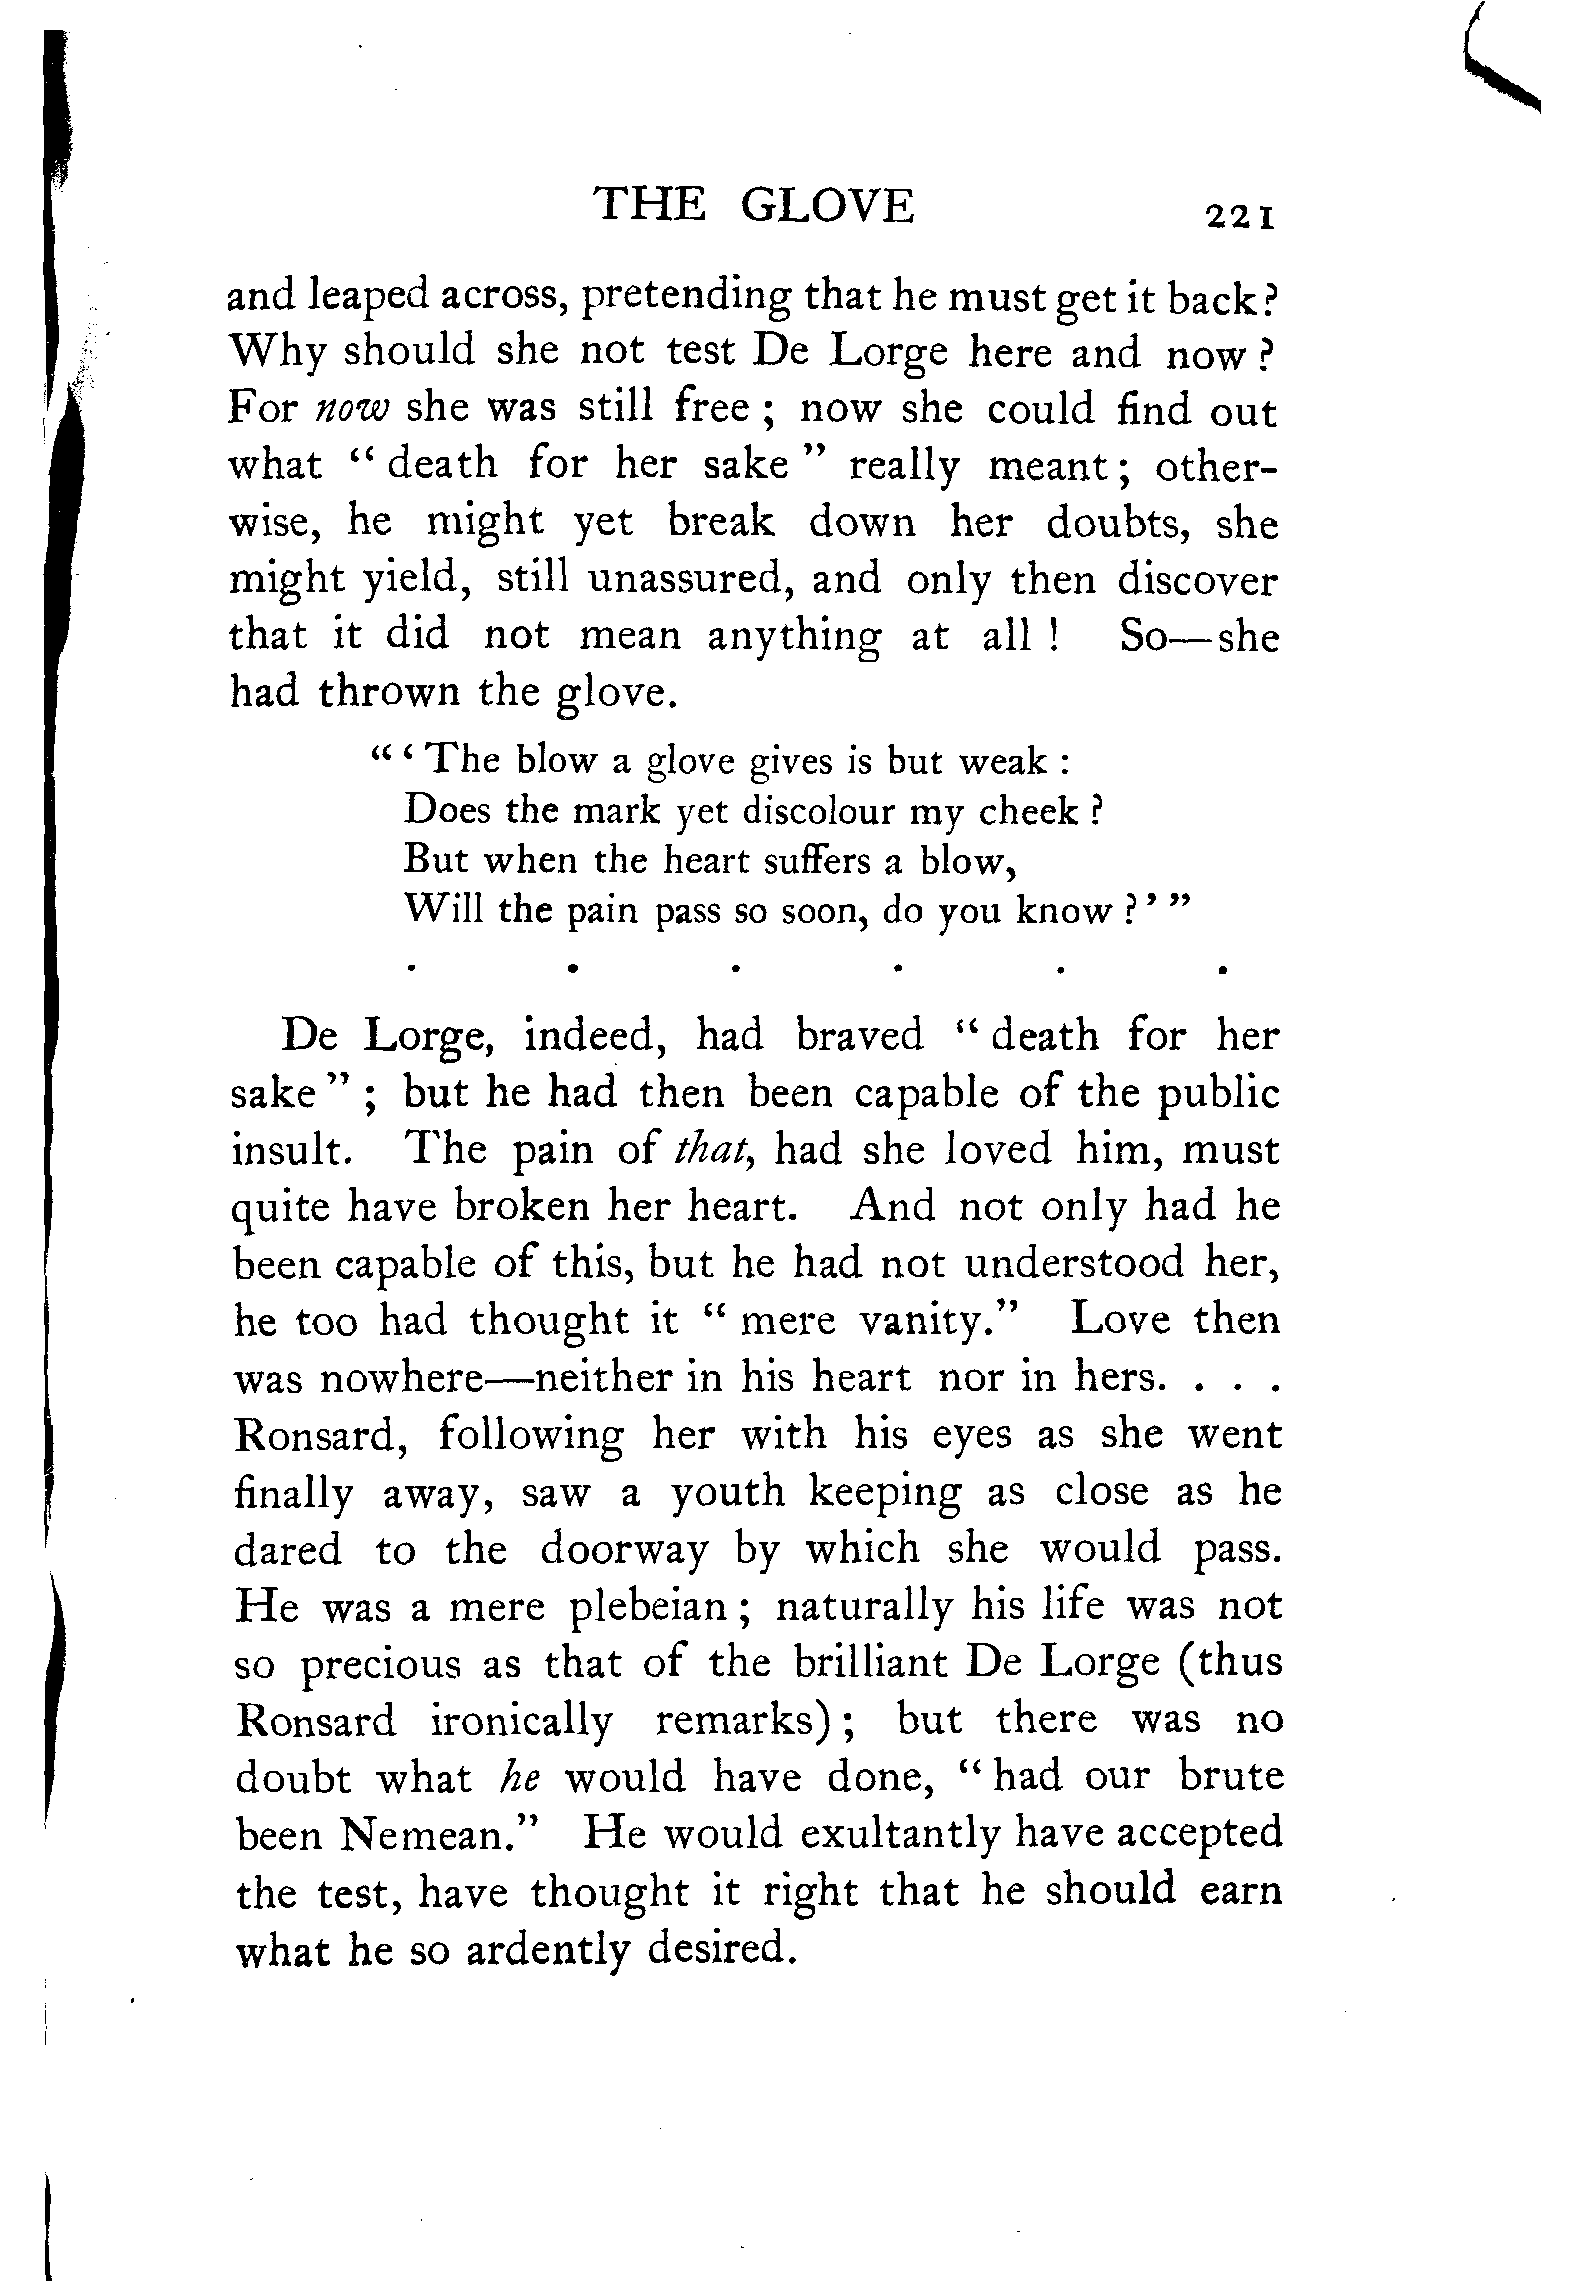 THE GLOVE 221
and leaped across, pretending that he must get it back?
Why should she not test De Lorge here and now?
For now she was still free; now she could find out
what "death for her sake" really meant; other-
wise, he might yet break down her doubts, she
might yield, still unassured, and only then discover
that it did not mean anything at all! So—she
had thrown the glove.
"'The blow a glove gives is but weak:
Does the mark yet discolour my cheek?
But when the heart suffers a blow,
Will the pain pass so soon, do you know?'"
. . . . . .
De Lorge, indeed, had braved "death for her
sake"; but he had then been capable of the public
insult. The pain of that, had she loved him, must
quite have broken her heart. And not only had he
been capable of this, but he had not understood her,
he too had thought it "mere vanity." Love then
was nowhere—neither in his heart nor in hers. . . .
Ronsard, following her with his eyes as she went
finally away, saw a youth keeping as close as he
dared to the doorway by which she would pass.
He was a mere plebeian; naturally his life was not
so precious as that of the brilliant De Lorge (thus
Ronsard ironically remarks); but there was no
doubt what he would have done, "had our brute
been Nemean." He would exultantly have accepted
the test, have thought it right that he should earn
what he so ardently desired.